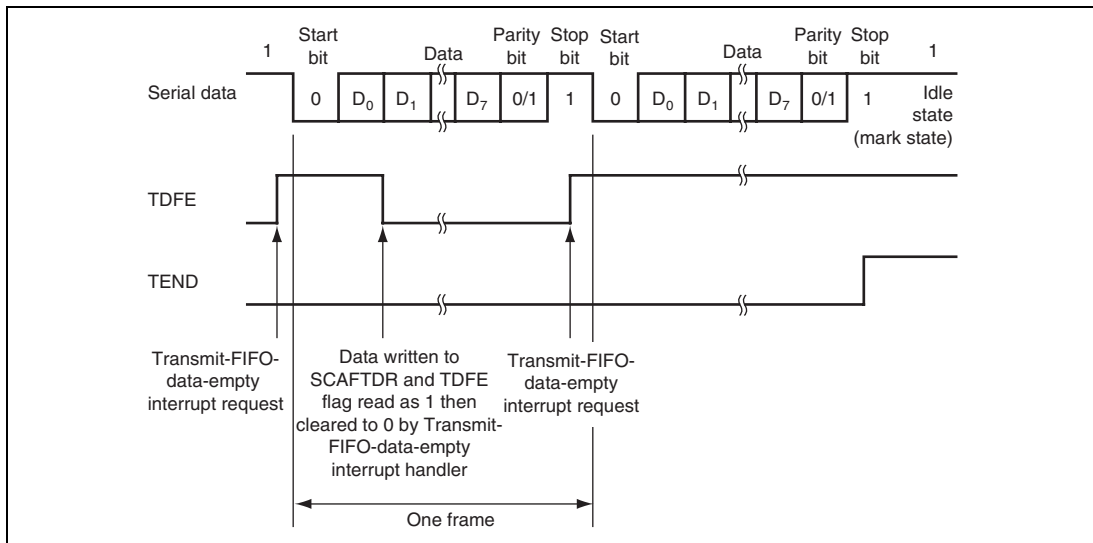 Start bit
Data
Parity bit
Stop bit
Start bit
Data
Parity bit
Stop bit
1
1
Serial data
0
D0
D1
D7
0/1
1
0
D0
D1
D7
0/1
1
Idle state (mark state)
TDFE
TEND
Transmit-FIFO-
data-empty
interrupt request
Data written to
SCAFTDR and TDFE
flag read as 1 then
cleared to 0 by Transmit-
FIFO-data-empty
interrupt handler
Transmit-FIFO-
data-empty
interrupt request
One frame